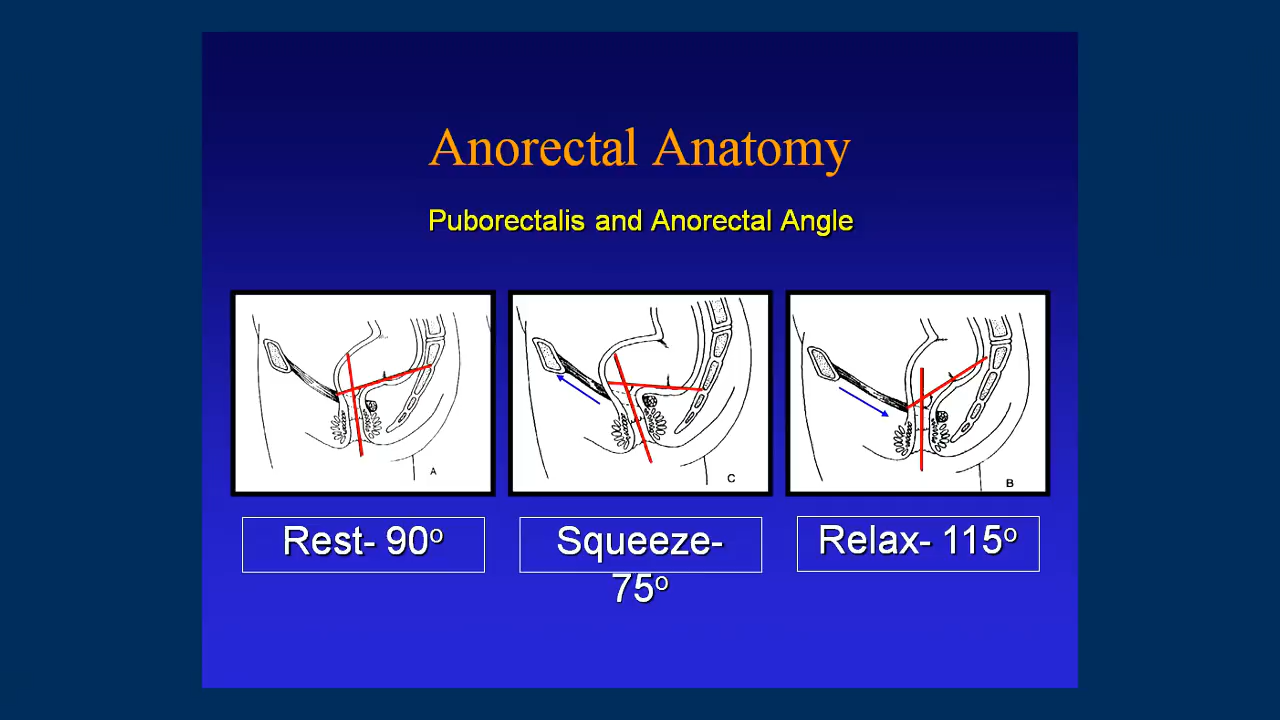 Anorectal Anatomy
Puborectalis and Anorectal Angle
A
C
B
Rest- 90º
Squeeze-
75º
Relax- 115º